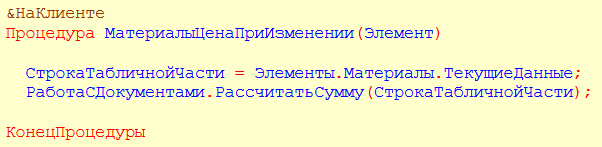 &НаКлиенте
Процедура МатериалыЦенаПриИзменении(Элемент)
СтрокаТабличнойЧасти = Элементы.Материалы.ТекущиеДанные;
РаботаСДокументами.РассчитатьСумму(СтрокаТабличнойЧасти);
КонецПроцедуры